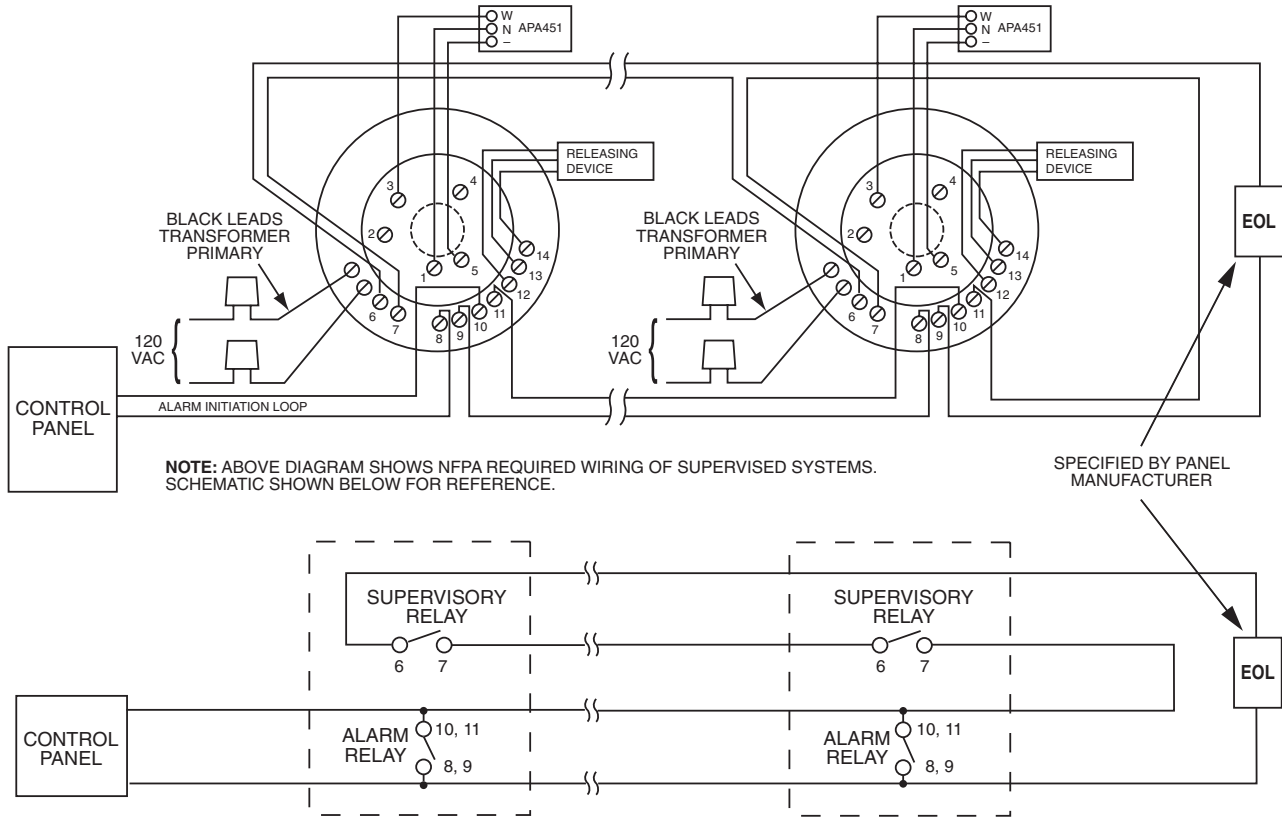 W
N APA451
–
W
N APA451
–
RELEASING
DEVICE
RELEASING
DEVICE
3
4
2
1
5
14
13
12
11
10
9
8
7
6
3
4
2
1
5
14
13
12
11
10
9
8
7
6
BLACK LEADS
TRANSFORMER
PRIMARY
BLACK LEADS
TRANSFORMER
PRIMARY
EOL
120
VAC
120
VAC
CONTROL
PANEL
ALARM INITIATION LOOP
NOTE: ABOVE DIAGRAM SHOWS NFPA REQUIRED WIRING OF SUPERVISED SYSTEMS.
SCHEMATIC SHOWN BELOW FOR REFERENCE.
SPECIFIED BY PANEL
MANUFACTURER
SUPERVISORY
RELAY
6 7
SUPERVISORY
RELAY
6 7
EOL
CONTROL
PANEL
ALARM
RELAY
10, 11
8, 9
ALARM
RELAY
10, 11
8, 9